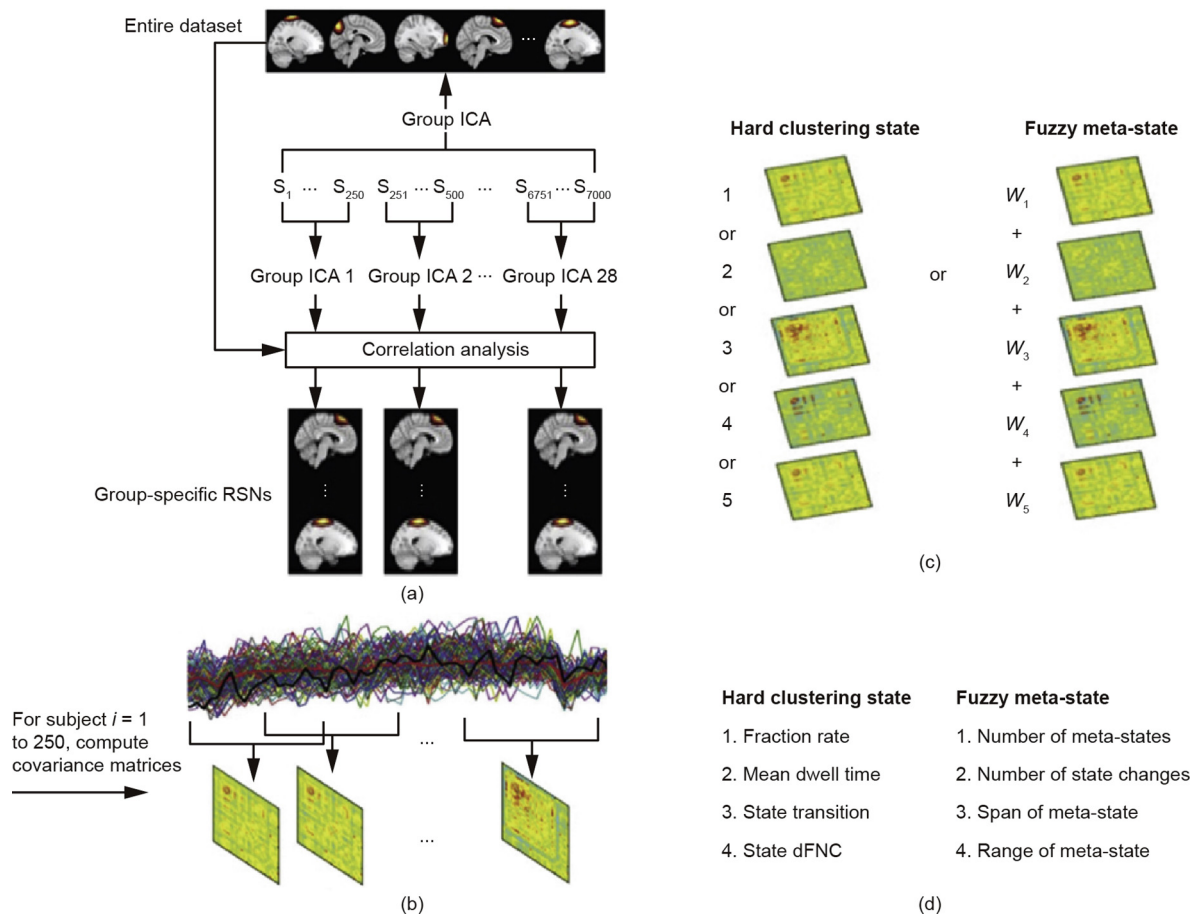 Entire dataset
...
Group ICA
S1 ... S250 S251 ... S500 ... S6751 ... S7000
Group ICA 1 Group ICA 2 ... Group ICA 28
Correlation analysis
Group-specific RSNs
... ... ...
(a)
For subject i = 1
to 250, compute
covariance matrices
...
...
(b)
Hard clustering state Fuzzy meta-state
1 W1
or +
2 or W2
or +
3 W3
or +
4 W4
or +
5 W5
(c)
Hard clustering state
1. Fraction rate
2. Mean dwell time
3. State transition
4. State dFNC
Fuzzy meta-state
1. Number of meta-states
2. Number of state changes
3. Span of meta-state
4. Range of meta-state
(d)